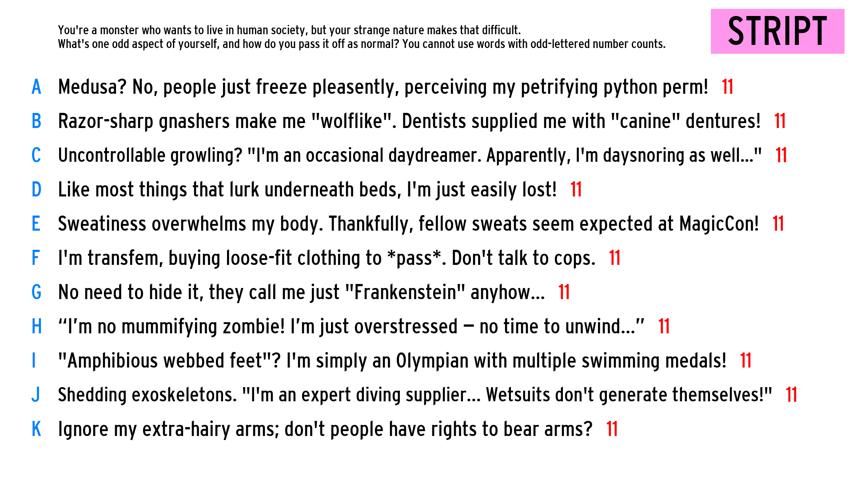 You're a monster who wants to live in human society, but your strange nature makes that difficult.
What's one odd aspect of yourself, and how do you pass it off as normal? You cannot use words with odd-lettered number counts.
STRIPT
A Medusa? No, people just freeze pleasently, perceiving my petrifying python perm! 11
B Razor-sharp gnashers make me "wolflike". Dentists supplied me with "canine" dentures! 11
C Uncontrollable growling? "I'm an occasional daydreamer. Apparently, I'm daysnoring as well..." 11
D Like most things that lurk underneath beds, I'm just easily lost! 11
E Sweatiness overwhelms my body. Thankfully, fellow sweats seem expected at MagicCon! 11
F I'm transfem, buying loose-fit clothing to *pass*. Don't talk to cops. 11
G No need to hide it, they call me just "Frankenstein" anyhow... 11
H “I’m no mummifying zombie! I’m just overstressed – no time to unwind...” 11
I "Amphibious webbed feet"? I'm simply an Olympian with multiple swimming medals! 11
J Shedding exoskeletons. "I'm an expert diving supplier... Wetsuits don't generate themselves!" 11
K Ignore my extra-hairy arms; don't people have rights to bear arms? 11